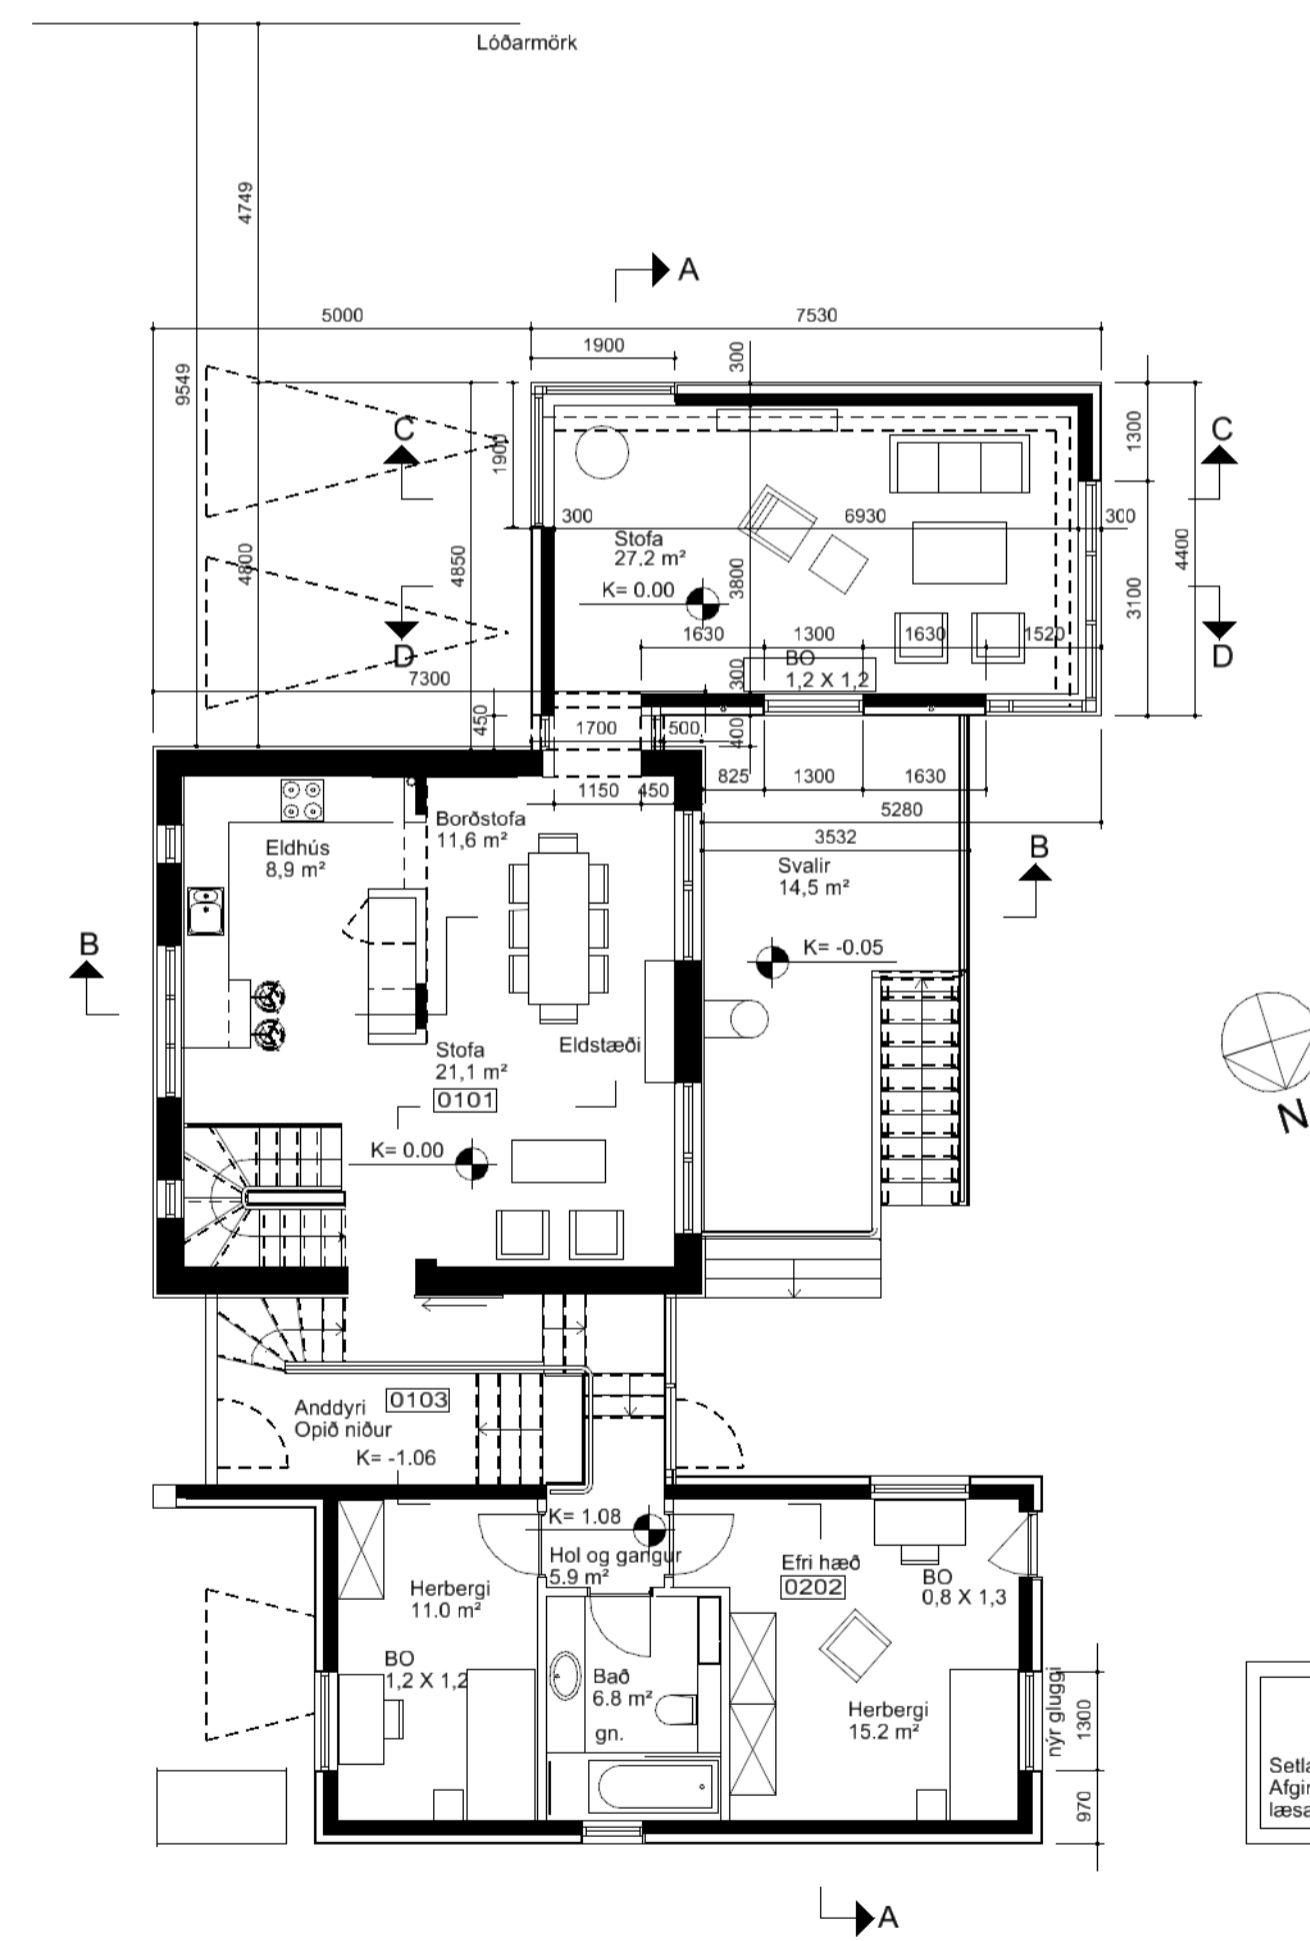 Lóðarmörk
4749
9549
A
5000
7530
1900
300
C
C
1900
1300
300
6930
300
Stofa
27,2 m²
K= 0.00
4800
4850
3800
4400
3100
D
D
1630
1300
1630
1520
BO
1,2 X 1,2
300
7300
450
1700
500
400
825
1300
1630
1150
450
5280
3532
Borðstofa
11,6 m²
Eldhús
8,9 m²
Svalir
14,5 m²
B
B
K= -0.05
Stofa
21,1 m²
0101
Eldstæði
K= 0.00
N
Anddyri
Opið niður
0103
K= -1.06
K= 1.08
Hol og gangur
5.9 m²
Efri hæð
0202
BO
0,8 X 1,3
Herbergi
11.0 m²
BO
1,2 X 1,2
Bað
6.8 m²
gn.
Herbergi
15.2 m²
nýr gluggi
1300
970
A